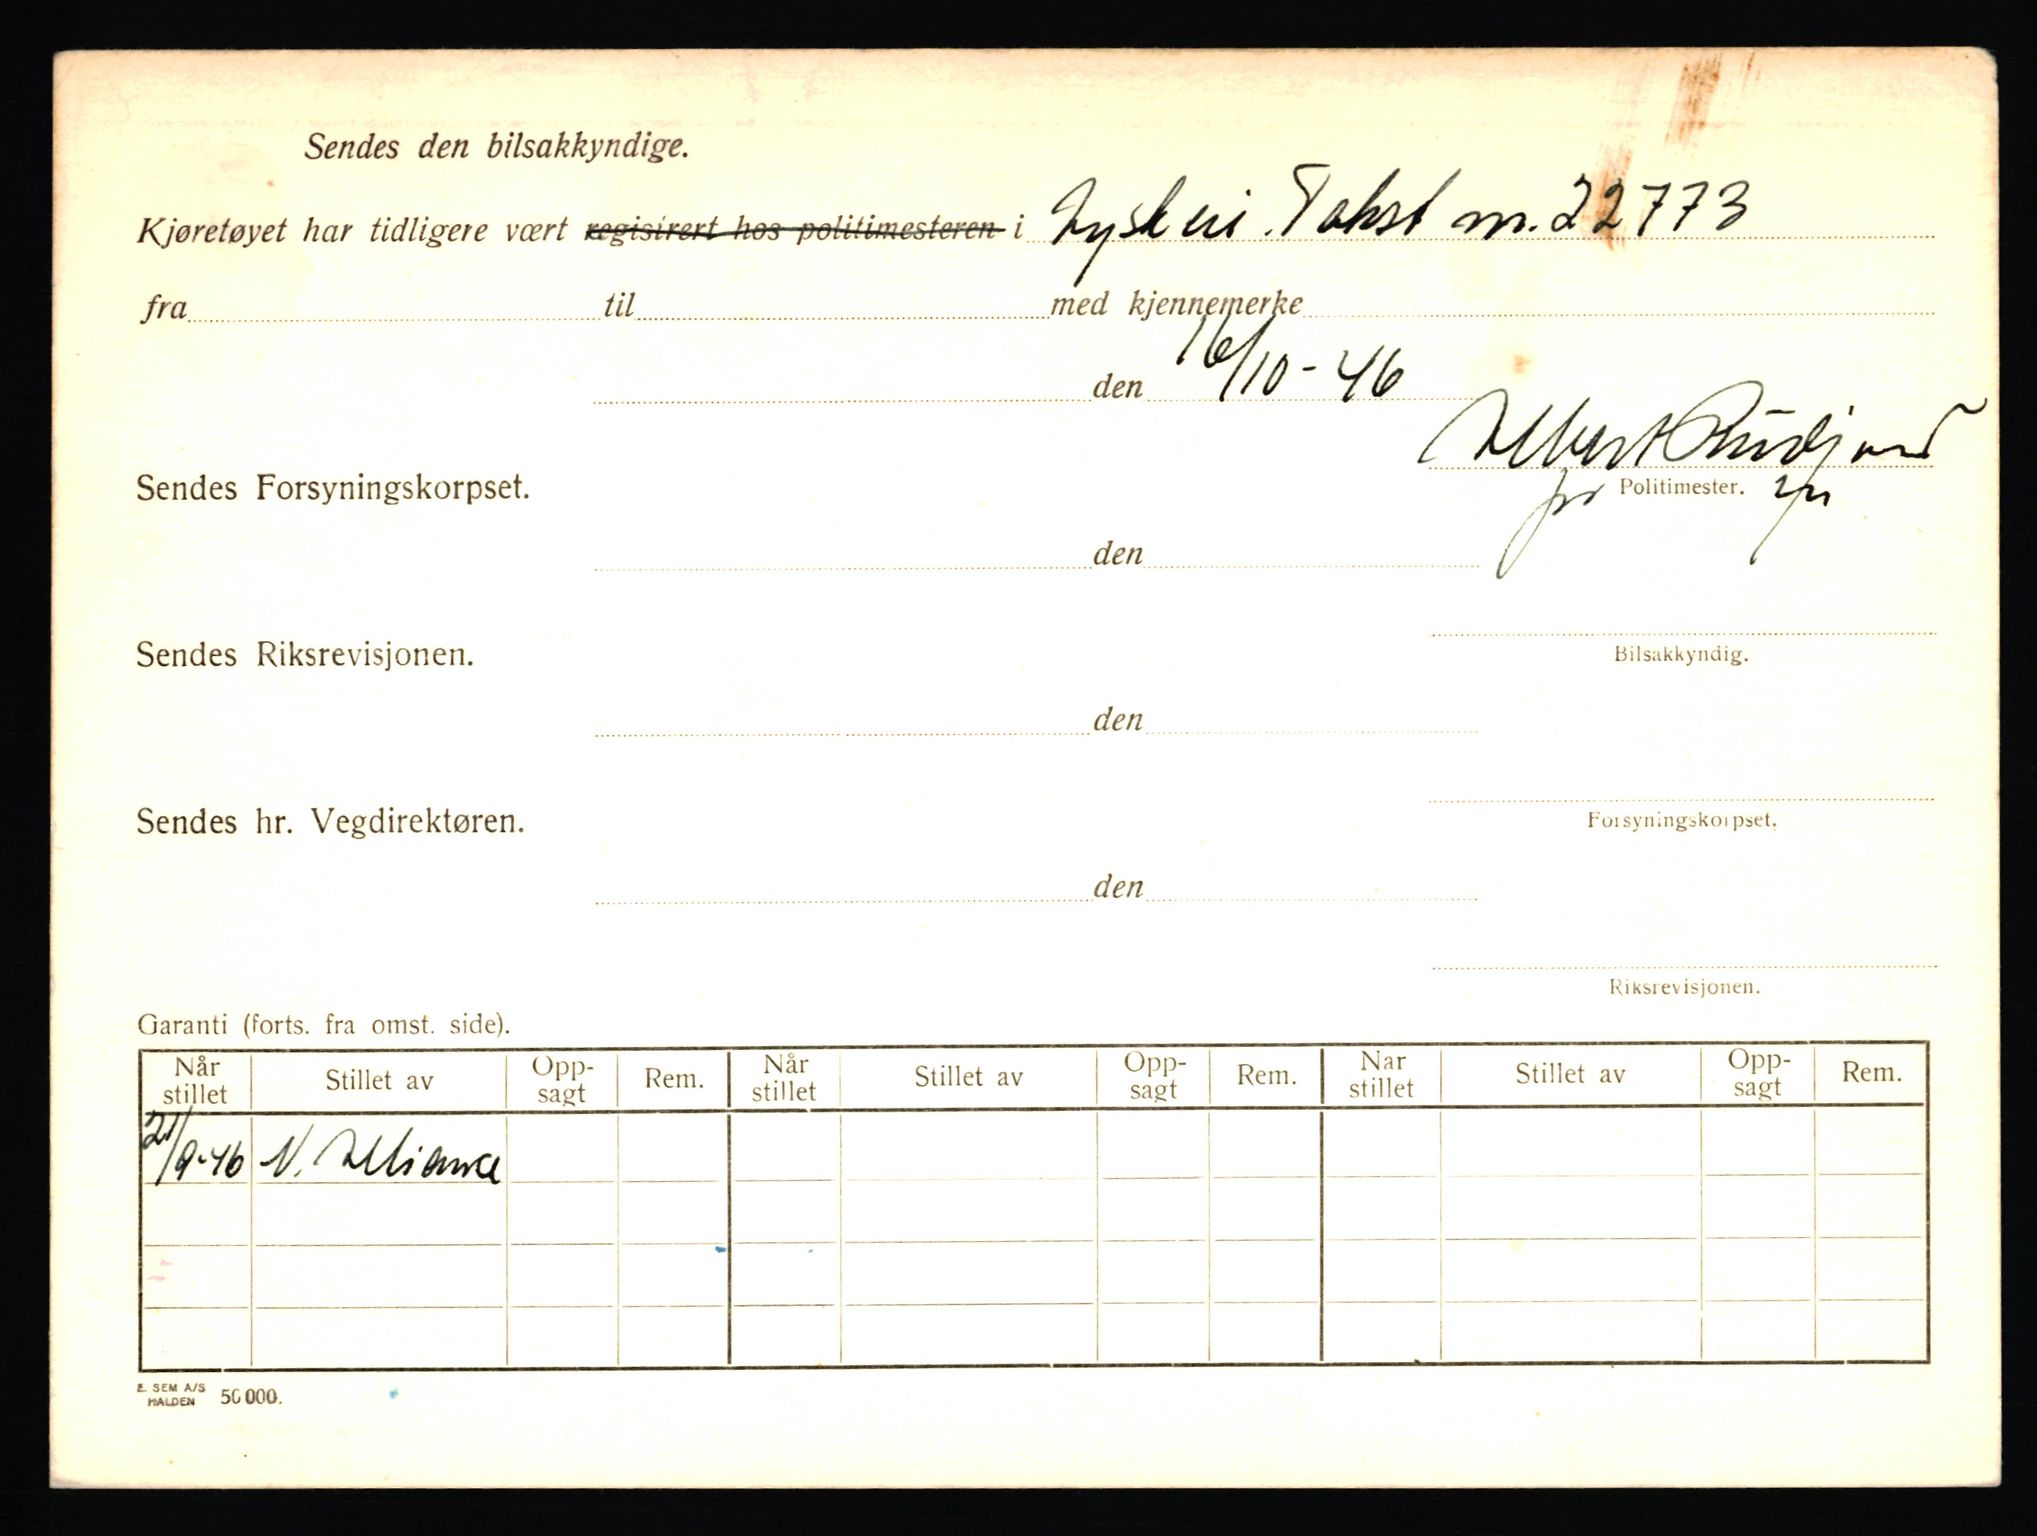 Sendes den bilsakkyndige.
Kjøretøyet har tidligere vært registrert hos politimesteren i tyskeie. Takst nr. 22773
fra til med kjennemerke
den 16/10-46
Albert
Sendes Forsyningskorpset. Politimester.
den
Sendes Riksrevisjonen. Bilsakkyndig.
den
Sendes hr. Vegdirektøren. Forsyningskorpset.
den
Riksrevisjonen.
Garanti (forts. fra omst. side).
Når stillet Stillet av Opp-sagt Rem. Når stillet Stillet av Opp-sagt Rem. Når stillet Stillet av Opp-sagt Rem.
21/9-46 N. Alliance
E. SEM A/S
HALDEN 50 000.